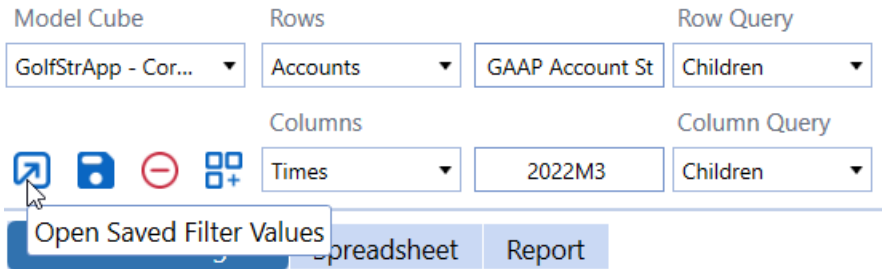 Model Cube Rows Row Query
GolfStrApp - Cor... Accounts GAAP Account St Children
Columns Column Query
Times 2022M3 Children
Open Saved Filter Values
Spreadsheet Report